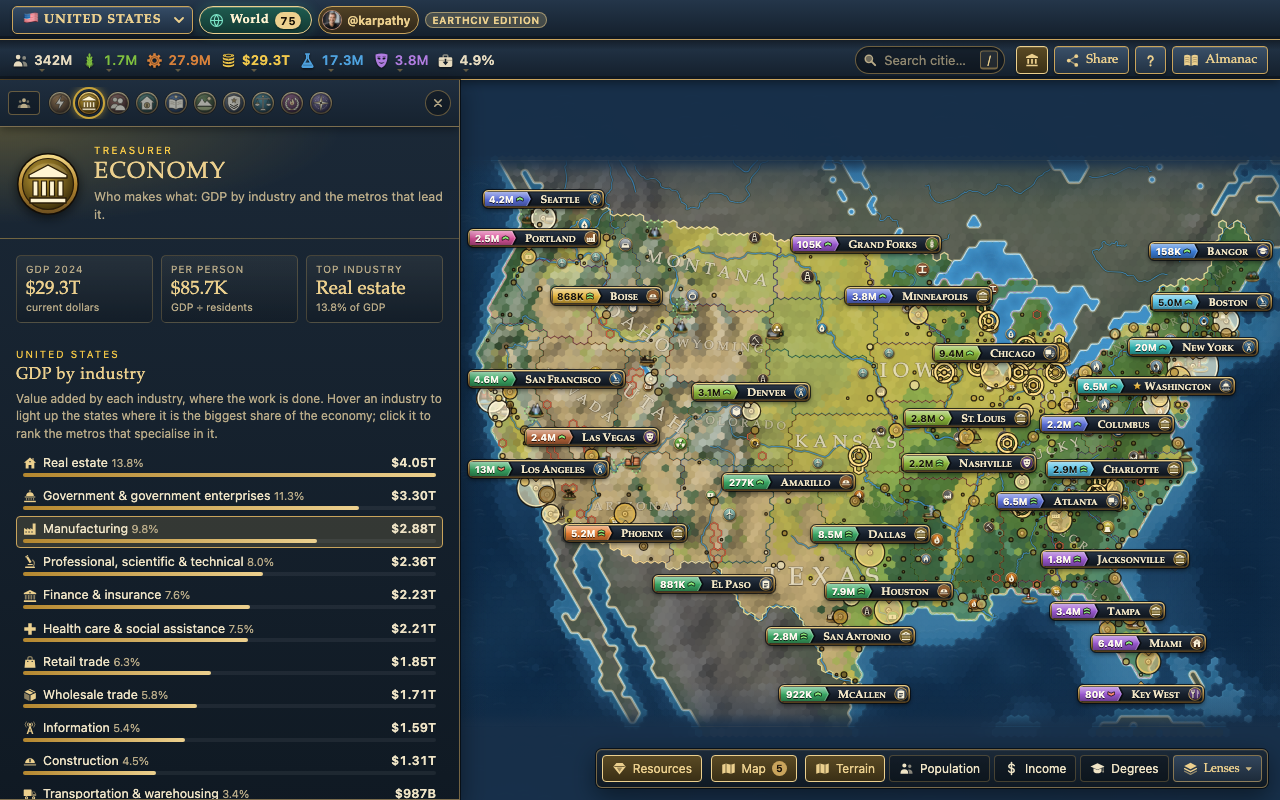 UNITED STATES
World 75
@karpathy
EARTHCIV EDITION
342M 1.7M 27.9M $29.3T 17.3M 3.8M 4.9%
Search citie... /
Share
?
Almanac
TREASURER
ECONOMY
Who makes what: GDP by industry and the metros that lead
it.
GDP 2024
$29.3T
current dollars
PER PERSON
$85.7K
GDP ÷ residents
TOP INDUSTRY
Real estate
13.8% of GDP
UNITED STATES
GDP by industry
Value added by each industry, where the work is done. Hover an industry to
light up the states where it is the biggest share of the economy; click it to
rank the metros that specialise in it.
Real estate 13.8% $4.05T
Government & government enterprises 11.3% $3.30T
Manufacturing 9.8% $2.88T
Professional, scientific & technical 8.0% $2.36T
Finance & insurance 7.6% $2.23T
Health care & social assistance 7.5% $2.21T
Retail trade 6.3% $1.85T
Wholesale trade 5.8% $1.71T
Information 5.4% $1.59T
Construction 4.5% $1.31T
Transportation & warehousing 3.4% $987B
4.2M SEATTLE
2.5M PORTLAND
105K GRAND FORKS
158K BANGOR
MONTANA
868K BOISE
3.8M MINNEAPOLIS
5.0M BOSTON
IDAHO
WYOMING
20M NEW YORK
9.4M CHICAGO
IOWA
4.6M SAN FRANCISCO
3.1M DENVER
6.5M WASHINGTON
UTAH
COLORADO
2.8M ST. LOUIS
2.2M COLUMBUS
2.4M LAS VEGAS
KANSAS
13M LOS ANGELES
2.2M NASHVILLE
2.9M CHARLOTTE
277K AMARILLO
6.5M ATLANTA
5.2M PHOENIX
8.5M DALLAS
1.8M JACKSONVILLE
881K EL PASO
TEXAS
7.9M HOUSTON
3.4M TAMPA
2.8M SAN ANTONIO
6.4M MIAMI
922K MCALLEN
80K KEY WEST
Resources
Map 5
Terrain
Population
$ Income
Degrees
Lenses